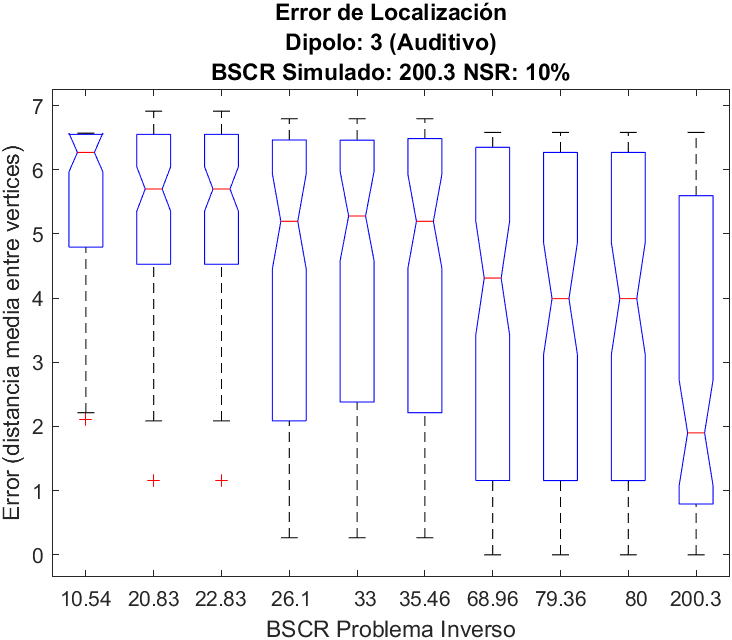 Error de Localización
Dipolo: 3 (Auditivo)
BSCR Simulado: 200.3 NSR: 10%
Error (distancia media entre vertices)
7
6
5
4
3
2
1
0
10.54 20.83 22.83 26.1 33 35.46 68.96 79.36 80 200.3
BSCR Problema Inverso